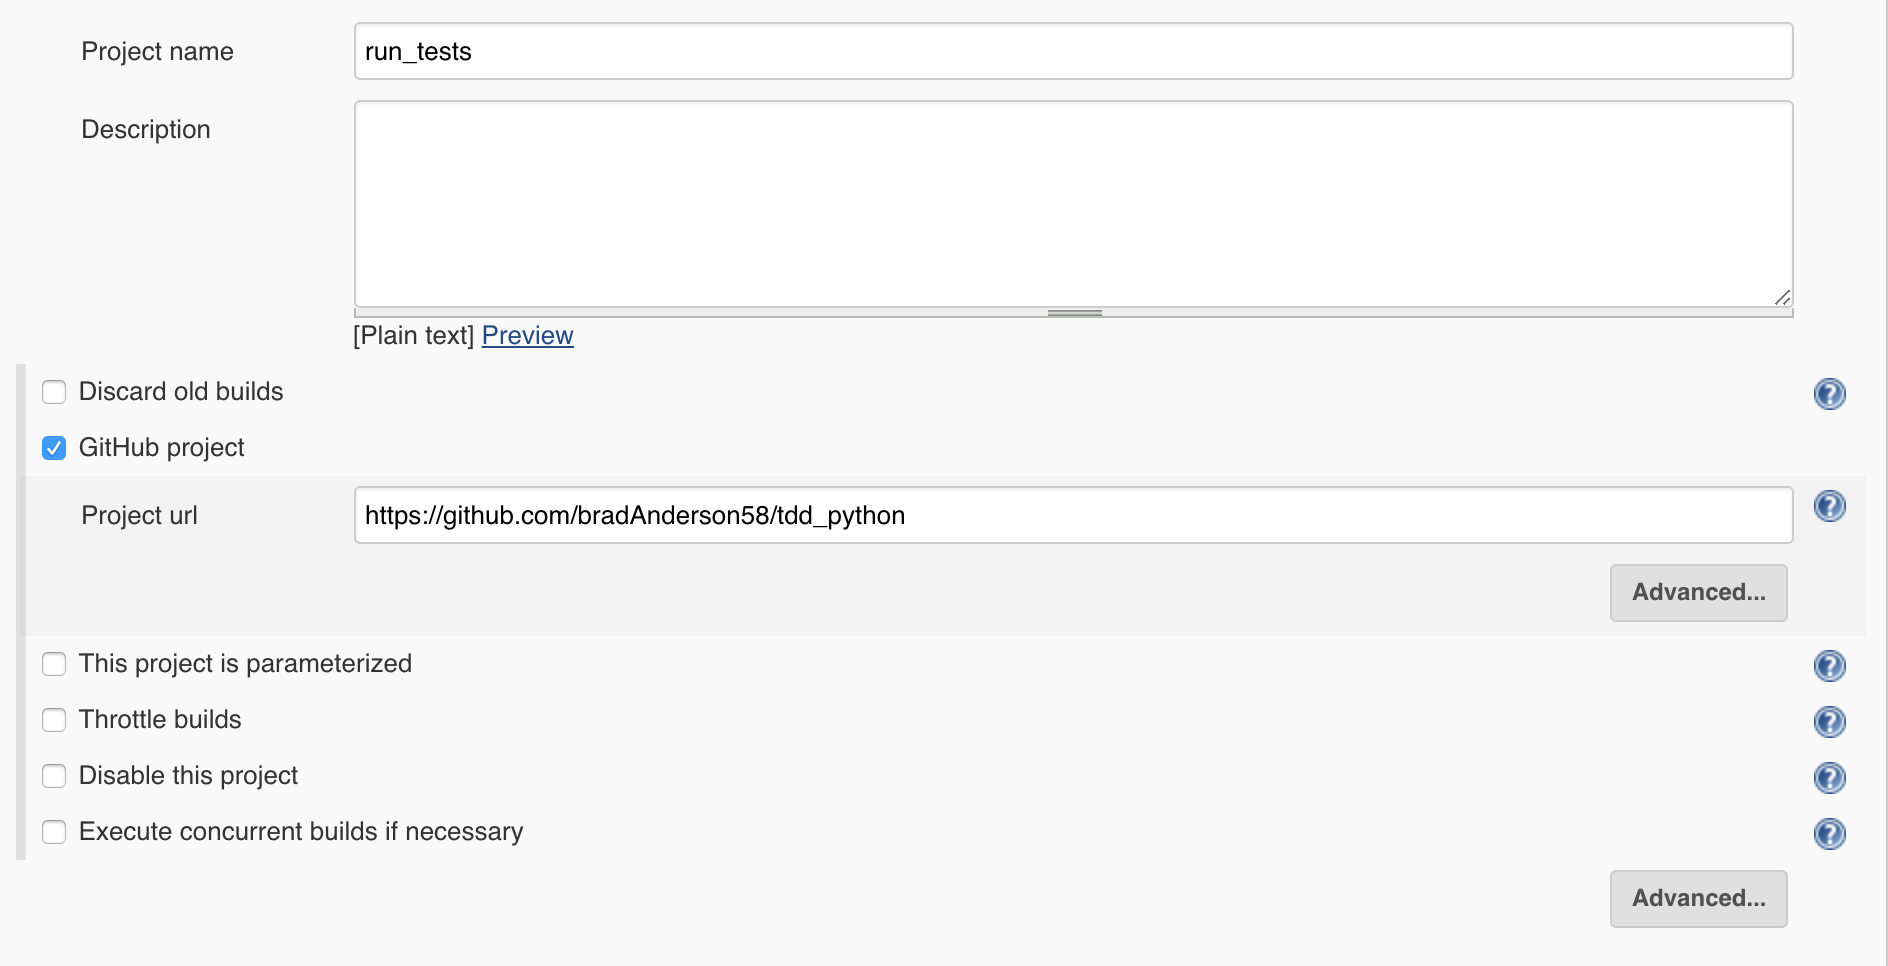 Project name
run_tests
Description
[Plain text] Preview
Discard old builds
GitHub project
Project url
https://github.com/bradAnderson58/tdd_python
Advanced...
This project is parameterized
Throttle builds
Disable this project
Execute concurrent builds if necessary
Advanced...